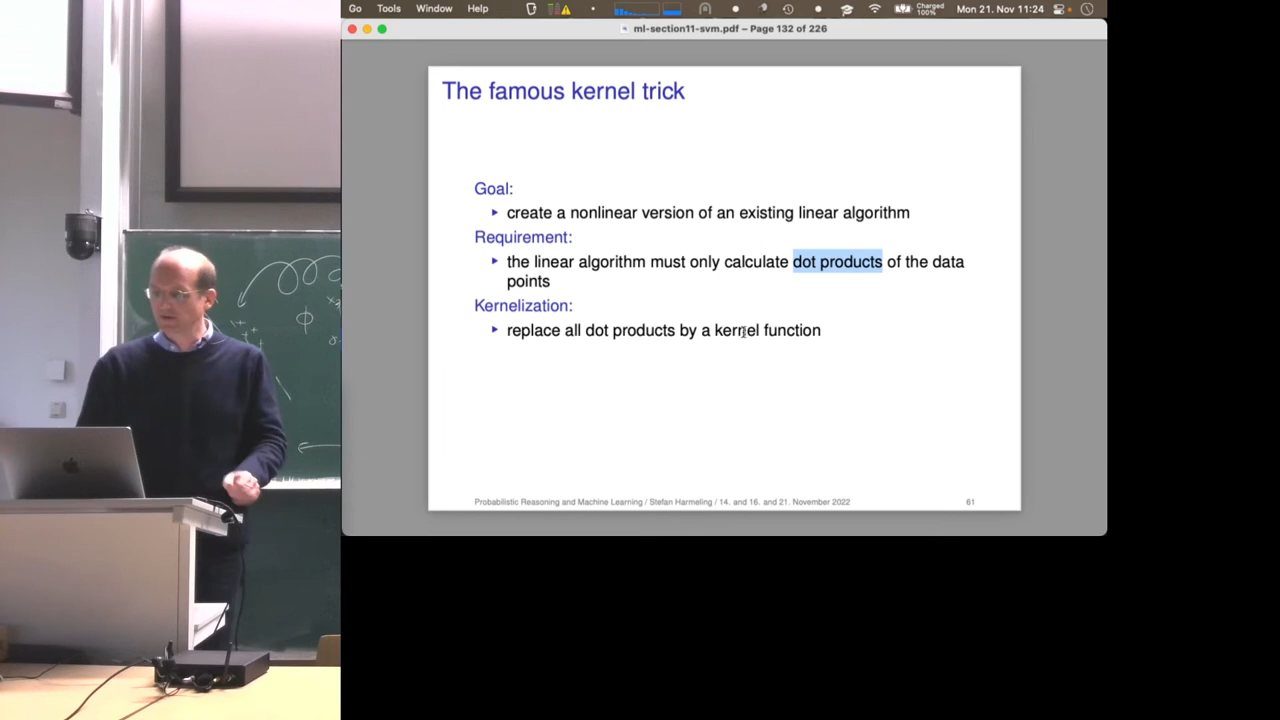 Go Tools Window Help Charged 100% Mon 21. Nov 11:24
ml-section11-svm.pdf – Page 132 of 226
The famous kernel trick
Goal:
▸ create a nonlinear version of an existing linear algorithm
Requirement:
▸ the linear algorithm must only calculate dot products of the data
points
Kernelization:
▸ replace all dot products by a kernel function
Probabilistic Reasoning and Machine Learning / Stefan Harmeling / 14. and 16. and 21. November 2022 61
ϕ